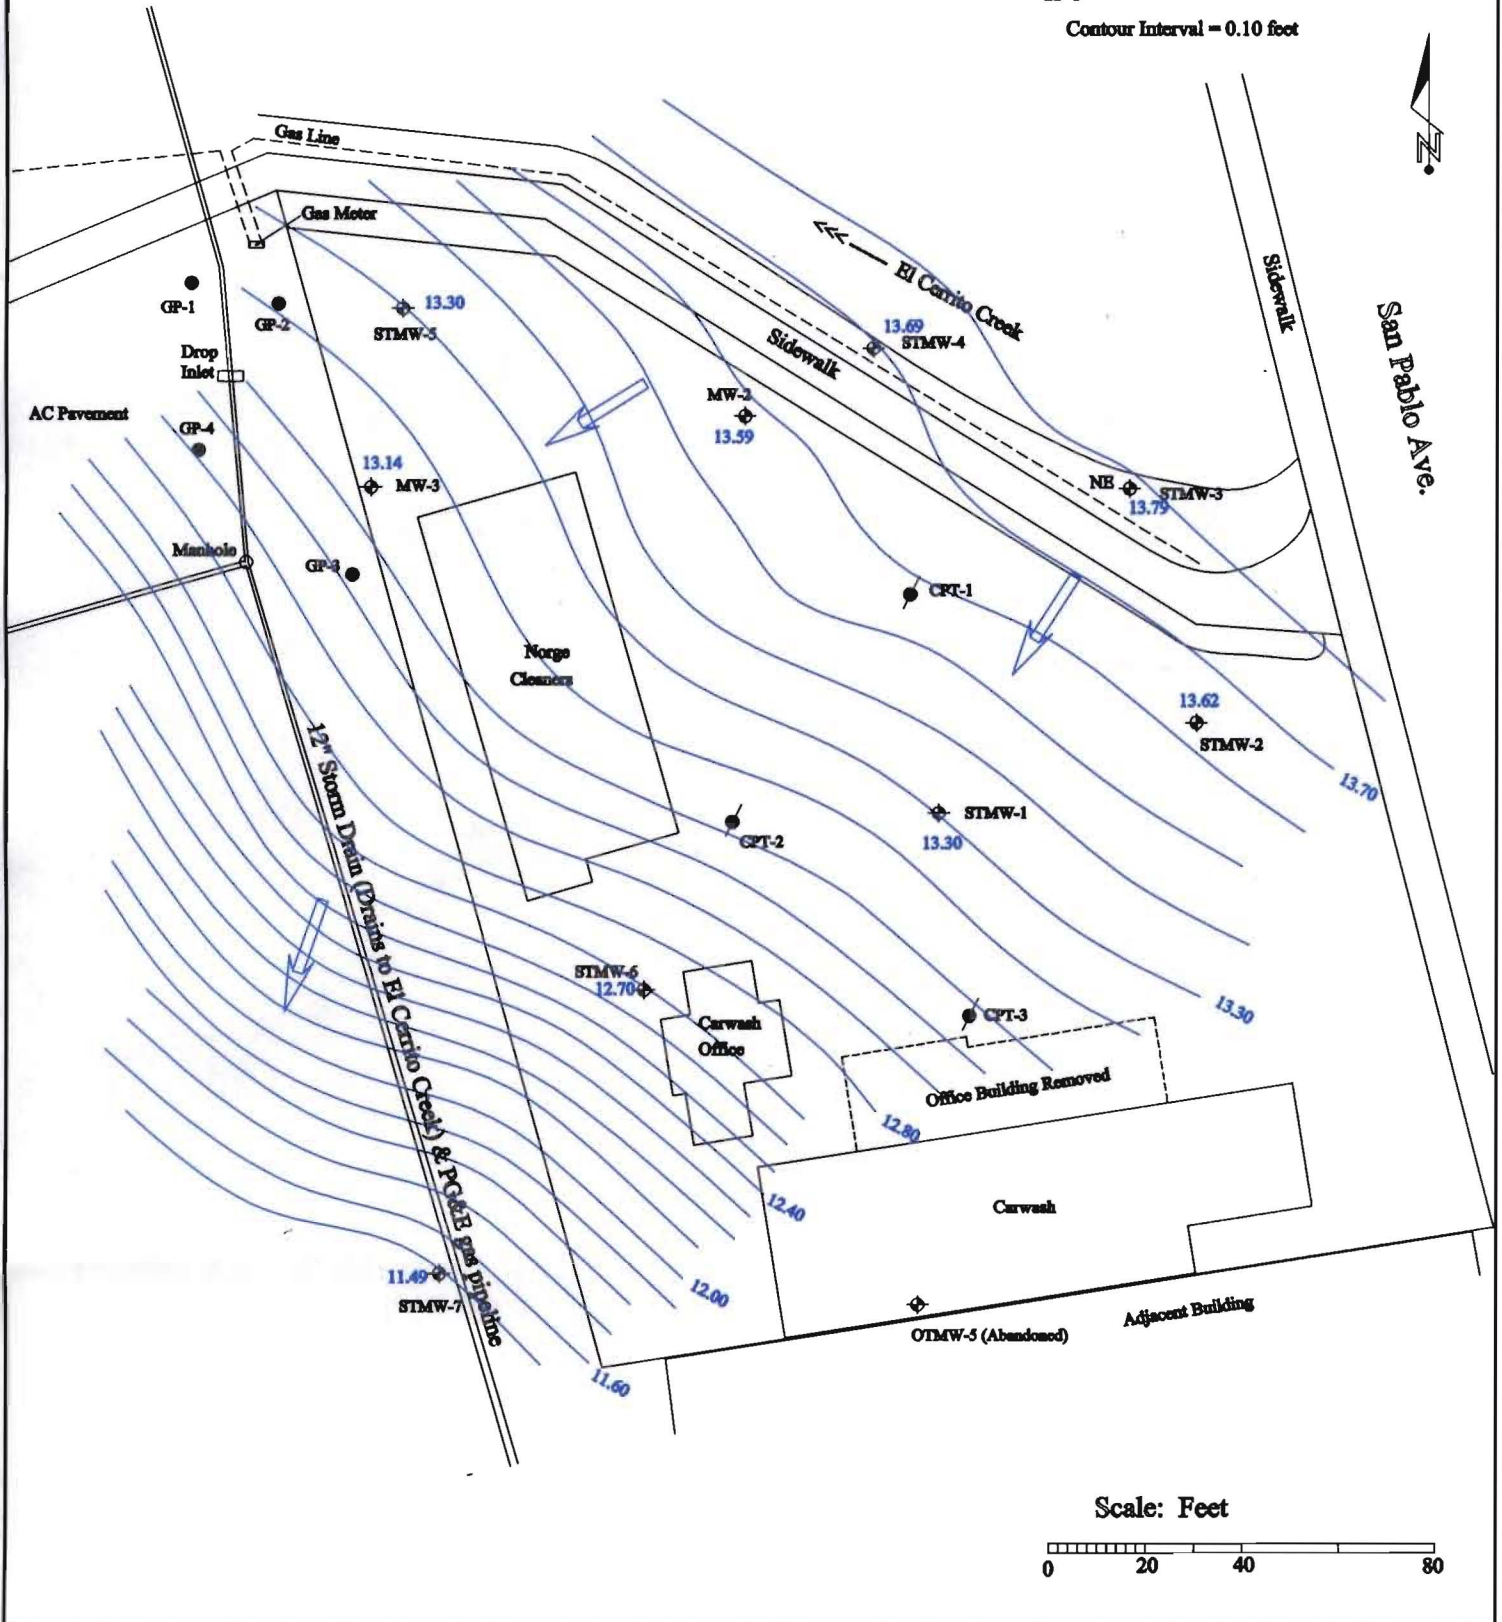 Contour Interval = 0.10 feet
N
Gas Line
Gas Meter
El Cerrito Creek
Sidewalk
San Pablo Ave.
GP-1
GP-2
13.30
STMW-5
13.69
STMW-4
Sidewalk
Drop
Inlet
MW-2
13.59
AC Pavement
GP-4
13.14
MW-3
NE
STMW-3
13.79
Manhole
GP-3
CPT-1
Norge
Cleaners
13.62
STMW-2
12" Storm Drain (Drains to El Cerrito Creek) & PG&E gas pipeline
13.70
STMW-1
13.30
CPT-2
STMW-6
12.70
Carwash
Office
CPT-3
13.30
Office Building Removed
12.80
12.40
Carwash
11.49
STMW-7
12.00
OTMW-5 (Abandoned)
Adjacent Building
11.60
Scale: Feet
0 20 40 80